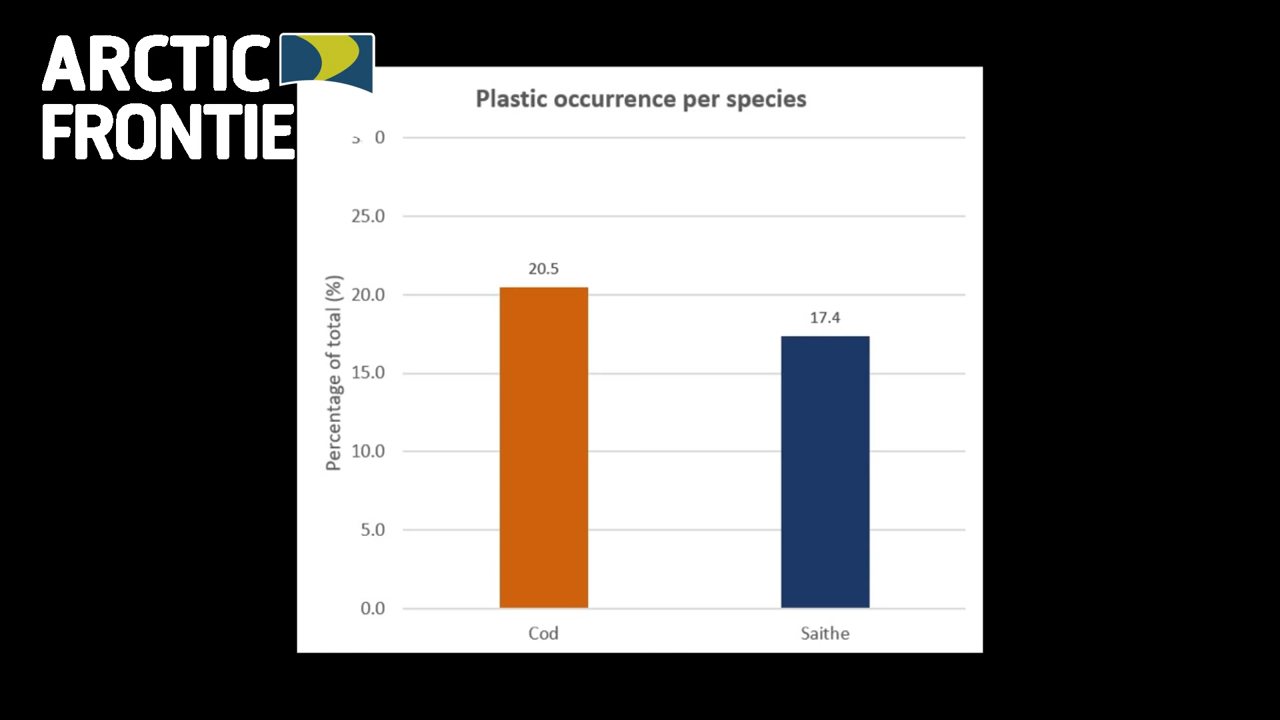 ARCTIC
FRONTIE
Plastic occurrence per species
25.0
20.5
20.0
17.4
15.0
10.0
5.0
0.0
Percentage of total (%)
Cod
Saithe